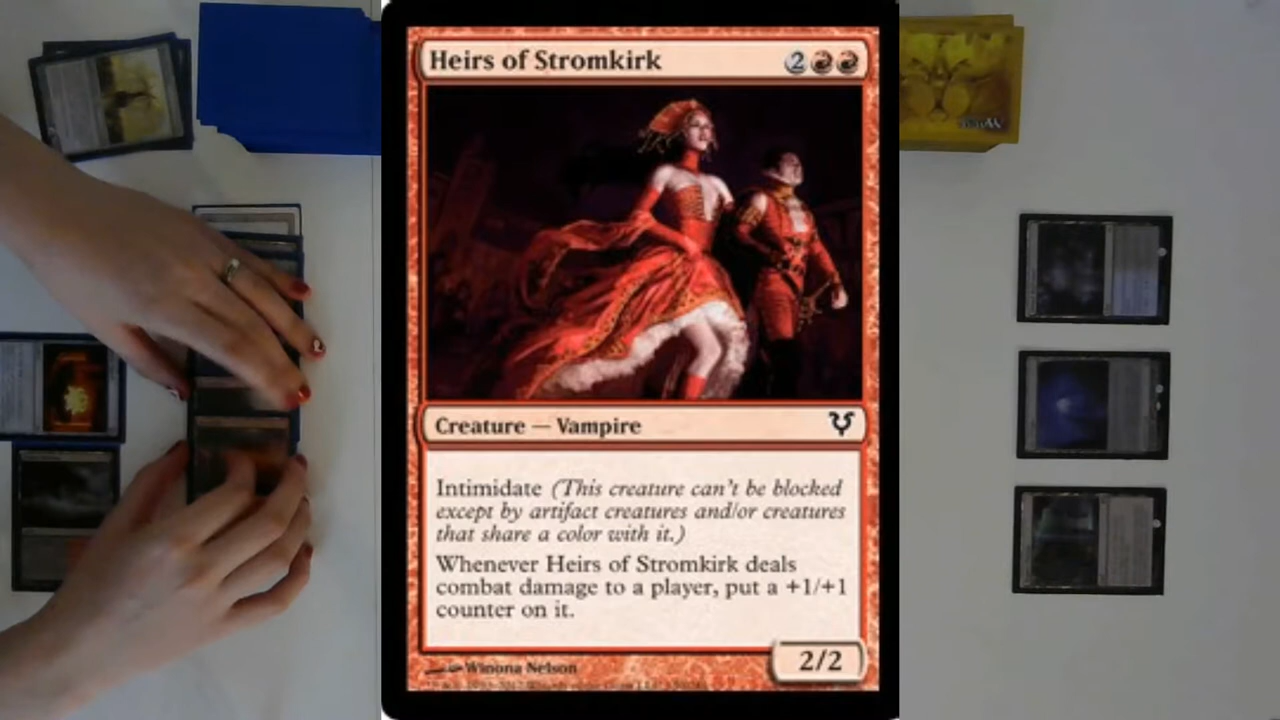 Heirs of Stromkirk 2
Creature — Vampire
Intimidate (This creature can't be blocked
except by artifact creatures and/or creatures
that share a color with it.)
Whenever Heirs of Stromkirk deals
combat damage to a player, put a +1/+1
counter on it.
2/2
Winona Nelson